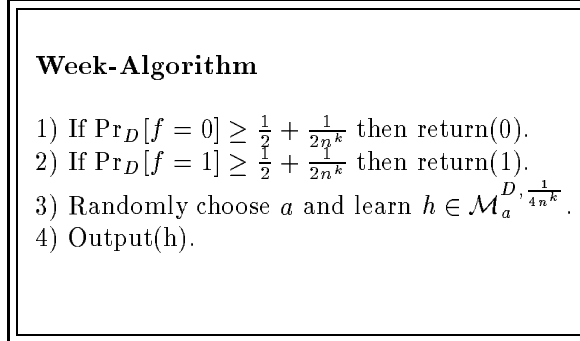 Week-Algorithm
1) If Pr_D[f = 0] ≥ 1/2 + 1/(2n^k) then return(0).
2) If Pr_D[f = 1] ≥ 1/2 + 1/(2n^k) then return(1).
3) Randomly choose a and learn h ∈ M_a^{D, 1/(4n^k)}.
4) Output(h).